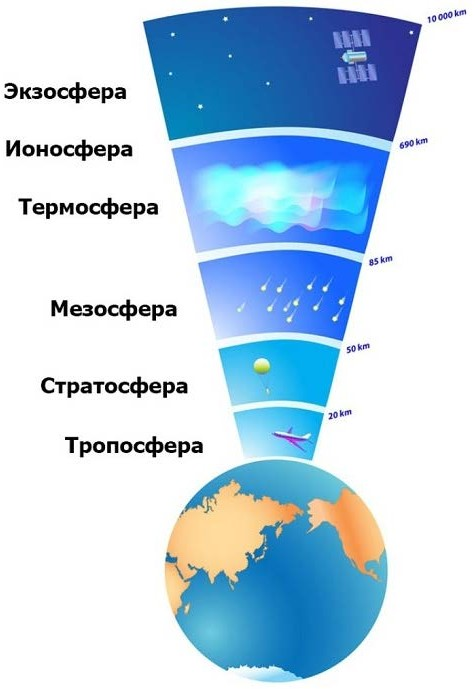 10 000 km
Экзосфера
Ионосфера
690 km
Термосфера
85 km
Мезосфера
50 km
Стратосфера
20 km
Тропосфера